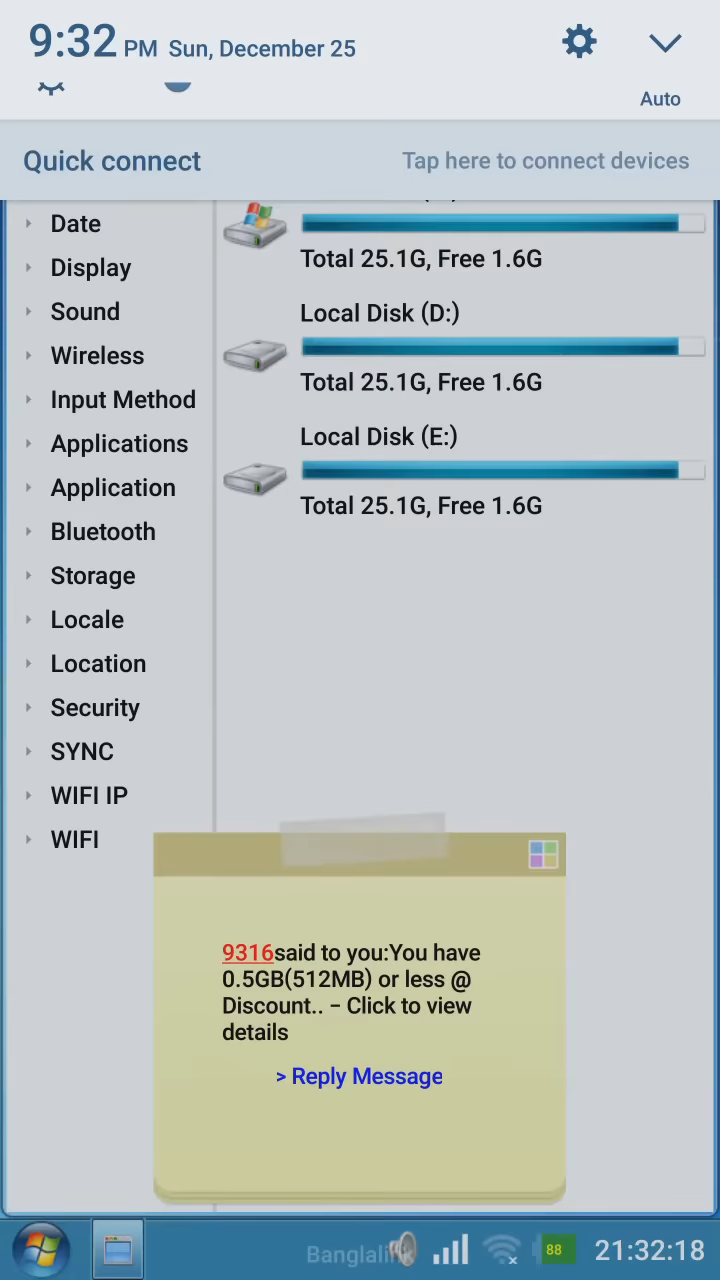 9:32 PM Sun, December 25
Auto
Quick connect
Tap here to connect devices
Date
Display
Sound
Wireless
Input Method
Applications
Application
Bluetooth
Storage
Locale
Location
Security
SYNC
WIFI IP
WIFI
Total 25.1G, Free 1.6G
Local Disk (D:)
Total 25.1G, Free 1.6G
Local Disk (E:)
Total 25.1G, Free 1.6G
9316said to you:You have
0.5GB(512MB) or less @
Discount.. – Click to view
details
> Reply Message
Banglalink
88
21:32:18